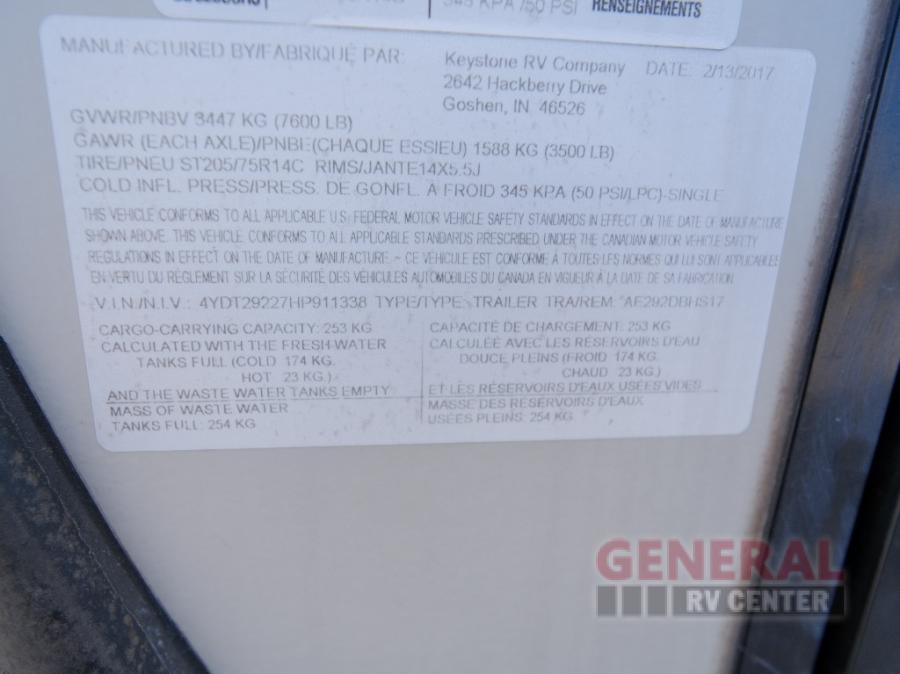 345 KPA /50 PSI RENSEIGNEMENTS
MANUFACTURED BY/FABRIQUÉ PAR: Keystone RV Company DATE: 2/13/2017
2642 Hackberry Drive
Goshen, IN. 46526
GVWR/PNBV 3447 KG (7600 LB)
GAWR (EACH AXLE)/PNBE(CHAQUE ESSIEU) 1588 KG (3500 LB)
TIRE/PNEU ST205/75R14C RIMS/JANTE14X5.5J
COLD INFL. PRESS/PRESS. DE GONFL. À FROID 345 KPA (50 PSI/LPC)-SINGLE
THIS VEHICLE CONFORMS TO ALL APPLICABLE U.S. FEDERAL MOTOR VEHICLE SAFETY STANDARDS IN EFFECT ON THE DATE OF MANUFACTURE
SHOWN ABOVE. THIS VEHICLE CONFORMS TO ALL APPLICABLE STANDARDS PRESCRIBED UNDER THE CANADIAN MOTOR VEHICLE SAFETY
REGULATIONS IN EFFECT ON THE DATE OF MANUFACTURE - CE VÉHICULE EST CONFORME À TOUTES LES NORMES QUI LUI SONT APPLICABLES
EN VERTU DU RÈGLEMENT SUR LA SÉCURITÉ DES VÉHICULES AUTOMOBILES DU CANADA EN VIGUEUR À LA DATE DE SA FABRICATION.
V.I.N./N.I.V.: 4YDT29227HP911338 TYPE/TYPE: TRAILER TRA/REM: AF292DBHS17
CARGO-CARRYING CAPACITY: 253 KG
CALCULATED WITH THE FRESH WATER
TANKS FULL (COLD 174 KG.
HOT 23 KG.)
AND THE WASTE WATER TANKS EMPTY
MASS OF WASTE WATER
TANKS FULL: 254 KG
CAPACITÉ DE CHARGEMENT: 253 KG
CALCULÉE AVEC LES RÉSERVOIRS D'EAU
DOUCE PLEINS (FROID 174 KG.
CHAUD 23 KG.)
ET LES RÉSERVOIRS D'EAUX USÉES VIDES
MASSE DES RÉSERVOIRS D'EAUX
USÉES PLEINS: 254 KG
GENERAL
RV CENTER